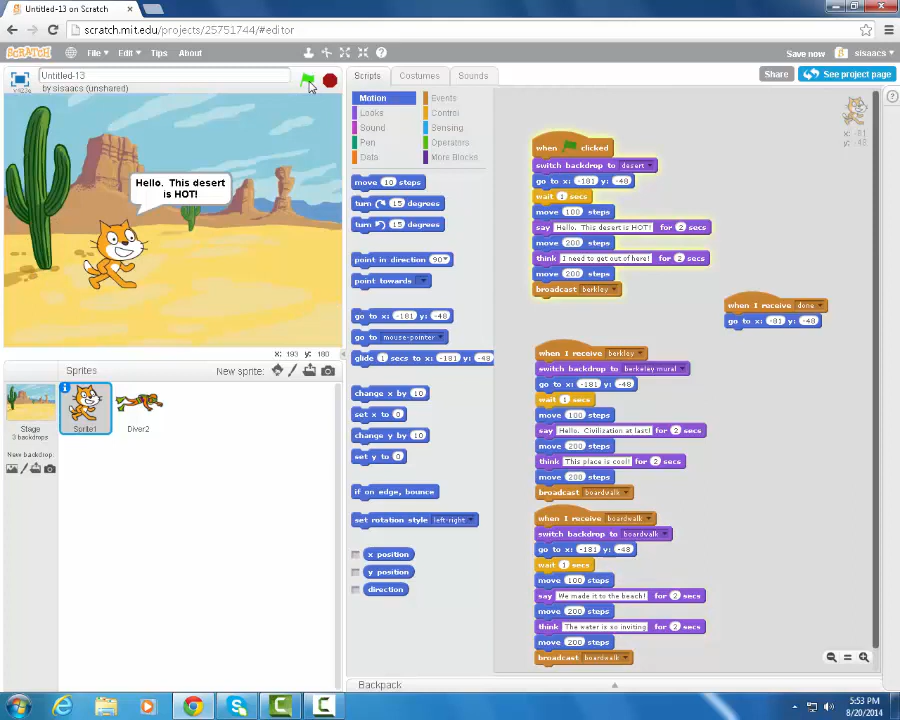 Untitled-13 on Scratch
scratch.mit.edu/projects/25751744/#editor
SCRATCH File Edit Tips About Save now sisaacs
Untitled-13
by sisaacs (unshared)
v423a
Scripts Costumes Sounds
Share See project page
Motion Events
Looks Control
Sound Sensing
Pen Operators
Data More Blocks
Hello. This desert
is HOT!
move 10 steps
turn 15 degrees
turn 15 degrees
point in direction 90
point towards
go to x: -181 y: -48
go to mouse-pointer
glide 1 secs to x: -181 y: -48
change x by 10
set x to 0
change y by 10
set y to 0
if on edge, bounce
set rotation style left-right
x position
y position
direction
x: -81
y: -48
when clicked
switch backdrop to desert
go to x: -181 y: -48
wait 1 secs
move 100 steps
say Hello. This desert is HOT! for 2 secs
move 200 steps
think I need to get out of here! for 2 secs
move 200 steps
broadcast berkley
when I receive done
go to x: -81 y: -48
when I receive berkley
switch backdrop to berkeley mural
go to x: -181 y: -48
wait 1 secs
move 100 steps
say Hello. Civilization at last! for 2 secs
move 200 steps
think This place is cool! for 2 secs
move 200 steps
broadcast boardwalk
when I receive boardwalk
switch backdrop to boardwalk
go to x: -181 y: -48
wait 1 secs
move 100 steps
say We made it to the beach! for 2 secs
move 200 steps
think The water is so inviting for 2 secs
move 200 steps
broadcast boardwalk
x: 193 y: 180
Sprites New sprite:
Stage
3 backdrops
New backdrop:
Sprite1
Diver2
Backpack
5:53 PM
8/20/2014